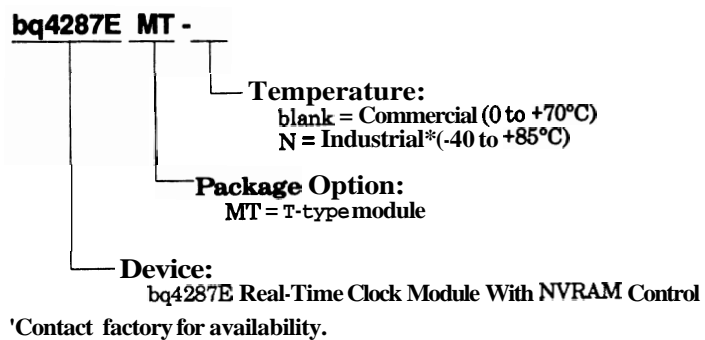 bq4287E MT -
Temperature:
blank = Commercial (0 to +70°C)
N = Industrial*(-40 to +85°C)
Package Option:
MT = T-type module
Device:
bq4287E Real-Time Clock Module With NVRAM Control
'Contact factory for availability.